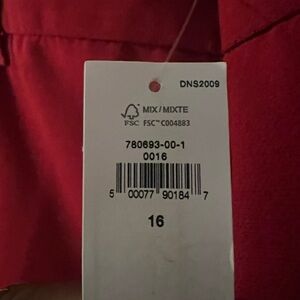 DNS2009
MIX / MIXTE
FSC FSC™ C004883
780693-00-1
0016
5 00077 90184 7
16